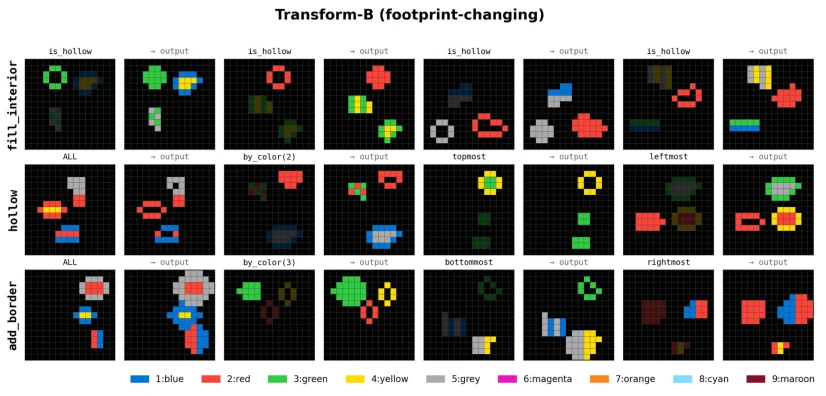 Transform-B (footprint-changing)
is_hollow → output is_hollow → output is_hollow → output is_hollow → output
fill_interior
ALL → output by_color(2) → output topmost → output leftmost → output
hollow
ALL → output by_color(3) → output bottommost → output rightmost → output
add_border
1:blue 2:red 3:green 4:yellow 5:grey 6:magenta 7:orange 8:cyan 9:maroon